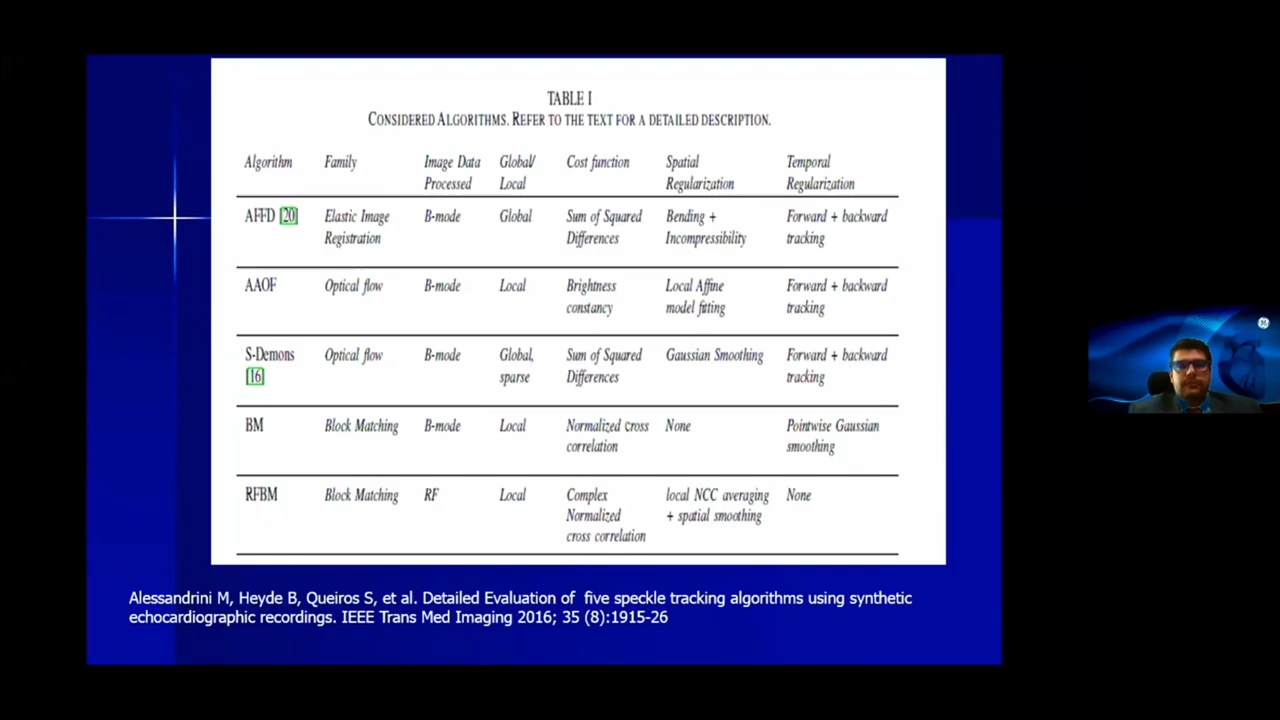 TABLE I
CONSIDERED ALGORITHMS. REFER TO THE TEXT FOR A DETAILED DESCRIPTION.
Algorithm Family Image Data Processed Global/ Local Cost function Spatial Regularization Temporal Regularization
AFFD [20] Elastic Image Registration B-mode Global Sum of Squared Differences Bending + Incompressibility Forward + backward tracking
AAOF Optical flow B-mode Local Brightness constancy Local Affine model fitting Forward + backward tracking
S-Demons [16] Optical flow B-mode Global, sparse Sum of Squared Differences Gaussian Smoothing Forward + backward tracking
BM Block Matching B-mode Local Normalized cross correlation None Pointwise Gaussian smoothing
RFBM Block Matching RF Local Complex Normalized cross correlation local NCC averaging + spatial smoothing None
Alessandrini M, Heyde B, Queiros S, et al. Detailed Evaluation of five speckle tracking algorithms using synthetic
echocardiographic recordings. IEEE Trans Med Imaging 2016; 35 (8):1915-26